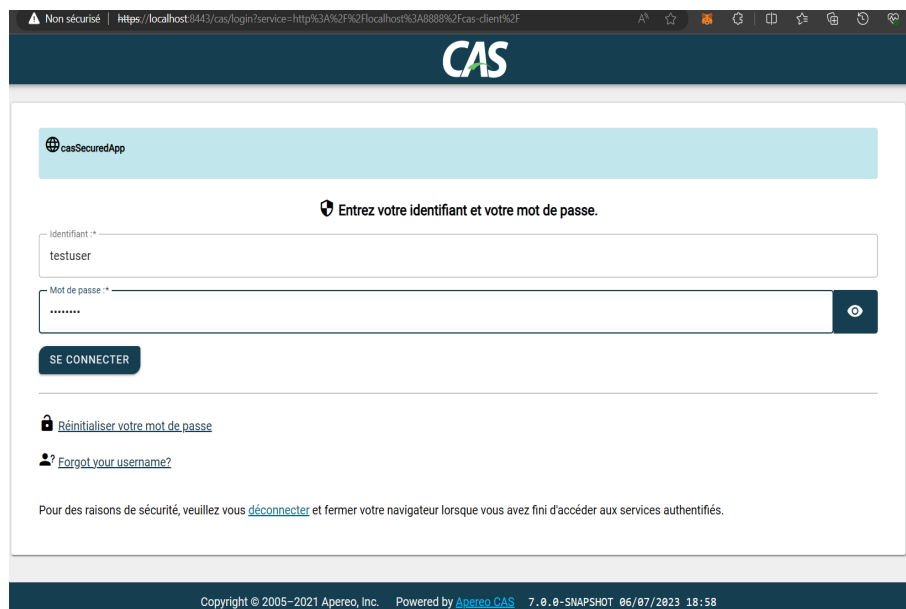 Non sécurisé | https://localhost:8443/cas/login?service=http%3A%2F%2Flocalhost%3A8888%2Fcas-client%2F
CAS
casSecuredApp
Entrez votre identifiant et votre mot de passe.
Identifiant :*
testuser
Mot de passe :*
••••••••
SE CONNECTER
Réinitialiser votre mot de passe
Forgot your username?
Pour des raisons de sécurité, veuillez vous déconnecter et fermer votre navigateur lorsque vous avez fini d'accéder aux services authentifiés.
Copyright © 2005–2021 Apereo, Inc. Powered by Apereo CAS 7.0.0-SNAPSHOT 06/07/2023 18:58